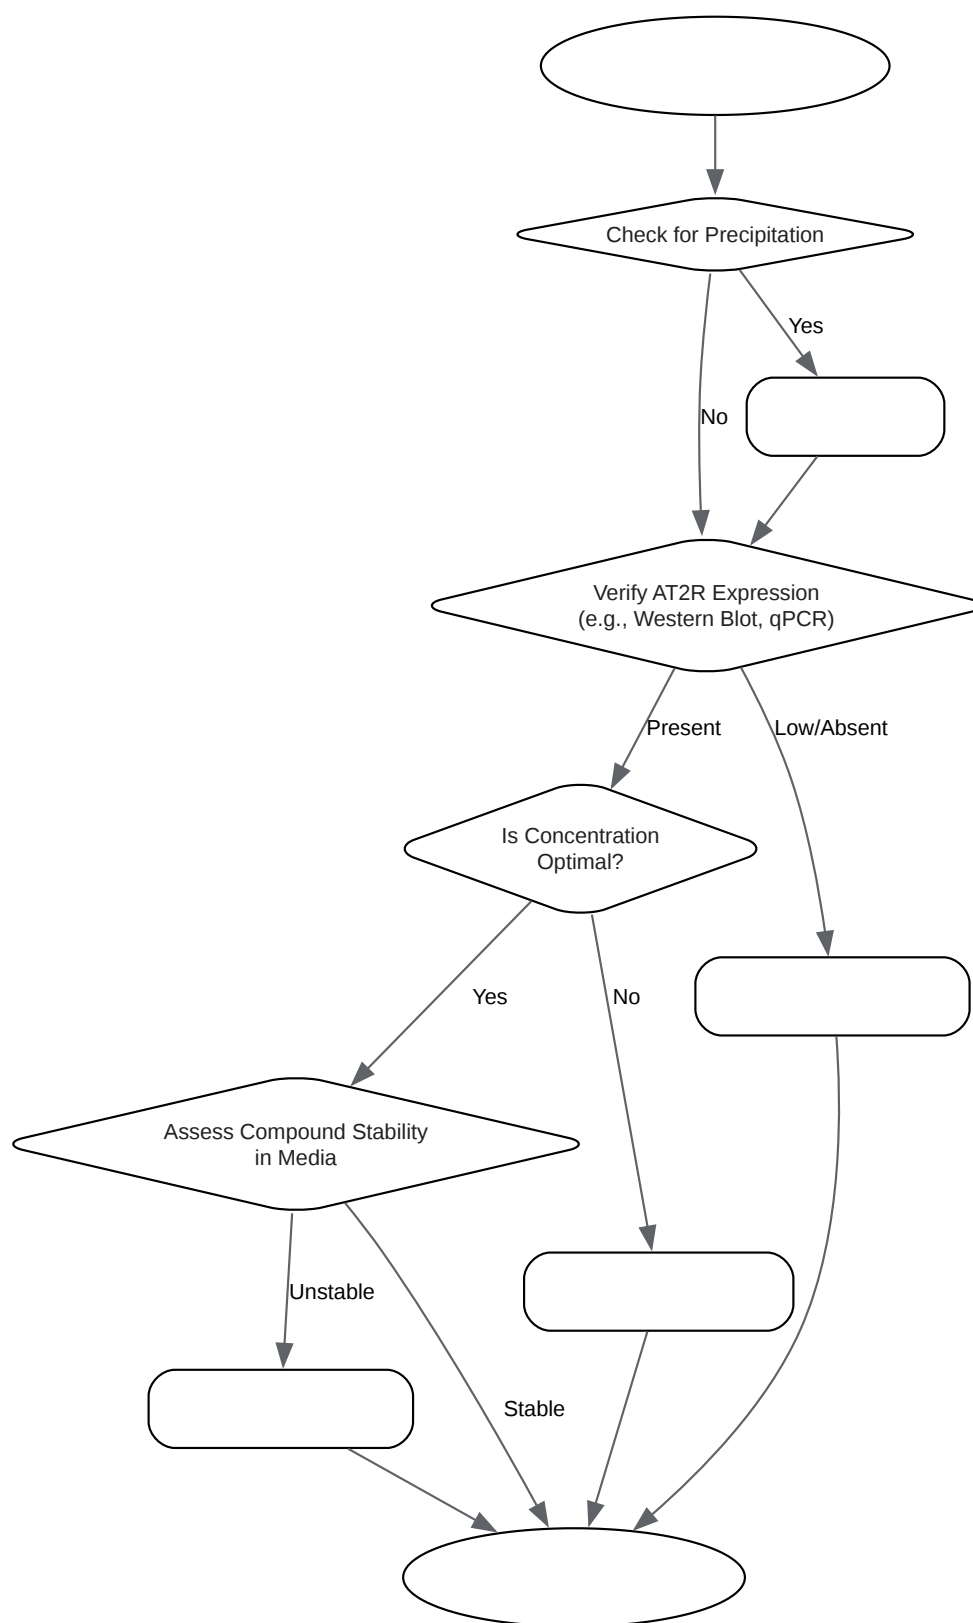 Check for Precipitation
Yes
No
Verify AT2R Expression
(e.g., Western Blot, qPCR)
Present
Low/Absent
Is Concentration
Optimal?
Yes
No
Assess Compound Stability
in Media
Unstable
Stable